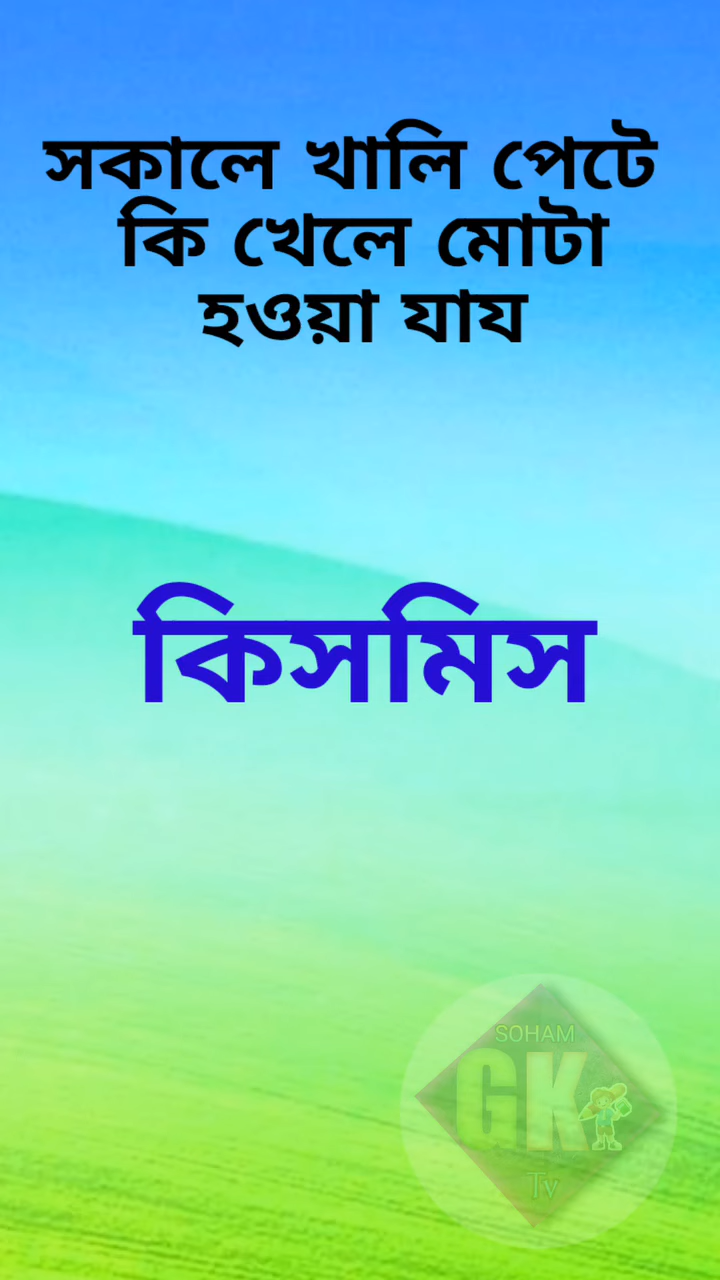 সকালে খালি পেটে
কি খেলে মোটা
হওয়া যায
কিসমিস
SOHAM
GK
Tv